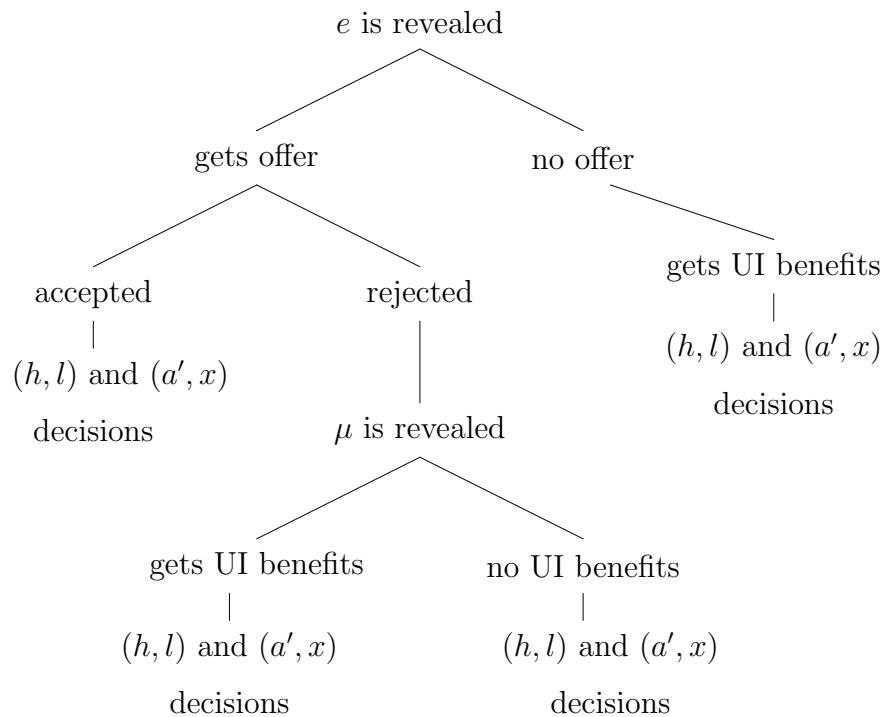 e is revealed
gets offer
no offer
gets UI benefits
accepted
rejected
(h, l) and (a′, x)
decisions
(h, l) and (a′, x)
decisions
μ is revealed
gets UI benefits
no UI benefits
(h, l) and (a′, x)
(h, l) and (a′, x)
decisions
decisions